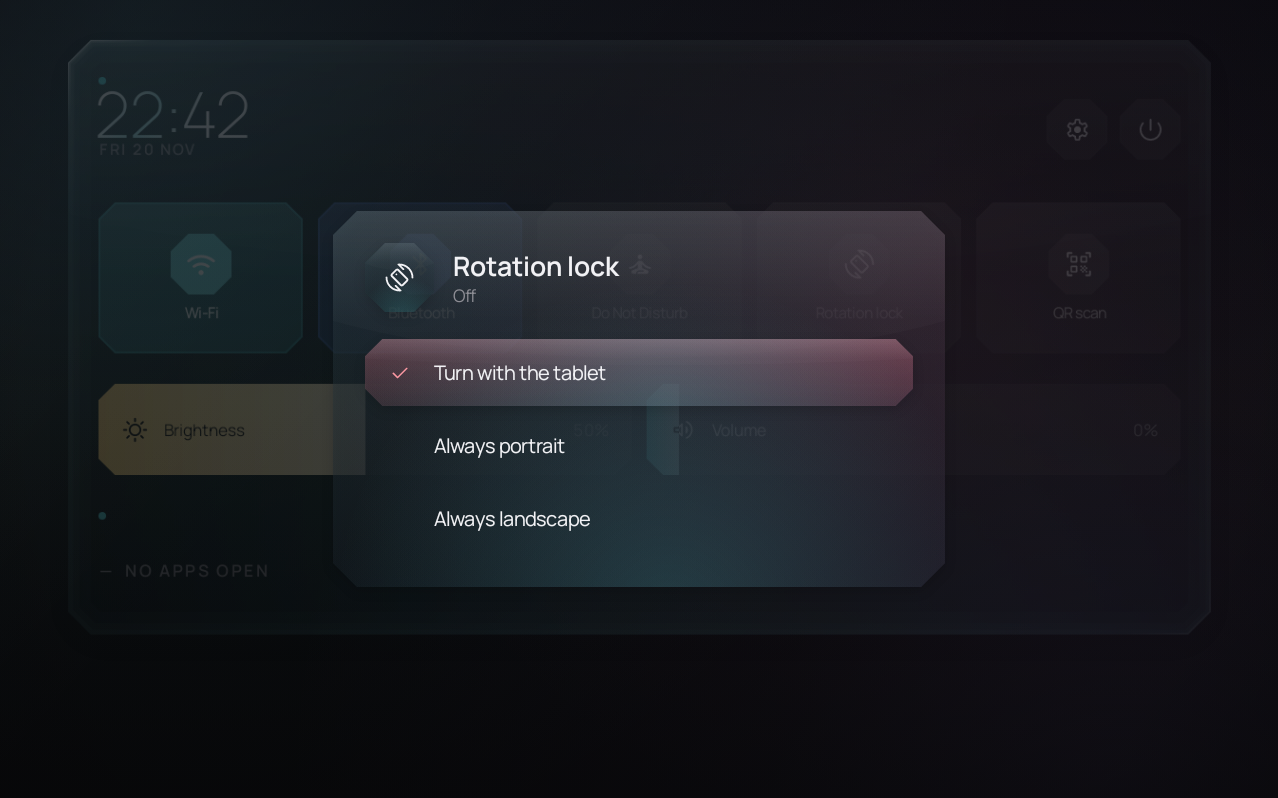 22:42
FRI 20 NOV
Wi-Fi
Bluetooth
Do Not Disturb
Rotation lock
QR scan
Rotation lock
Off
Turn with the tablet
Brightness
80%
Volume
0%
Always portrait
Always landscape
— NO APPS OPEN